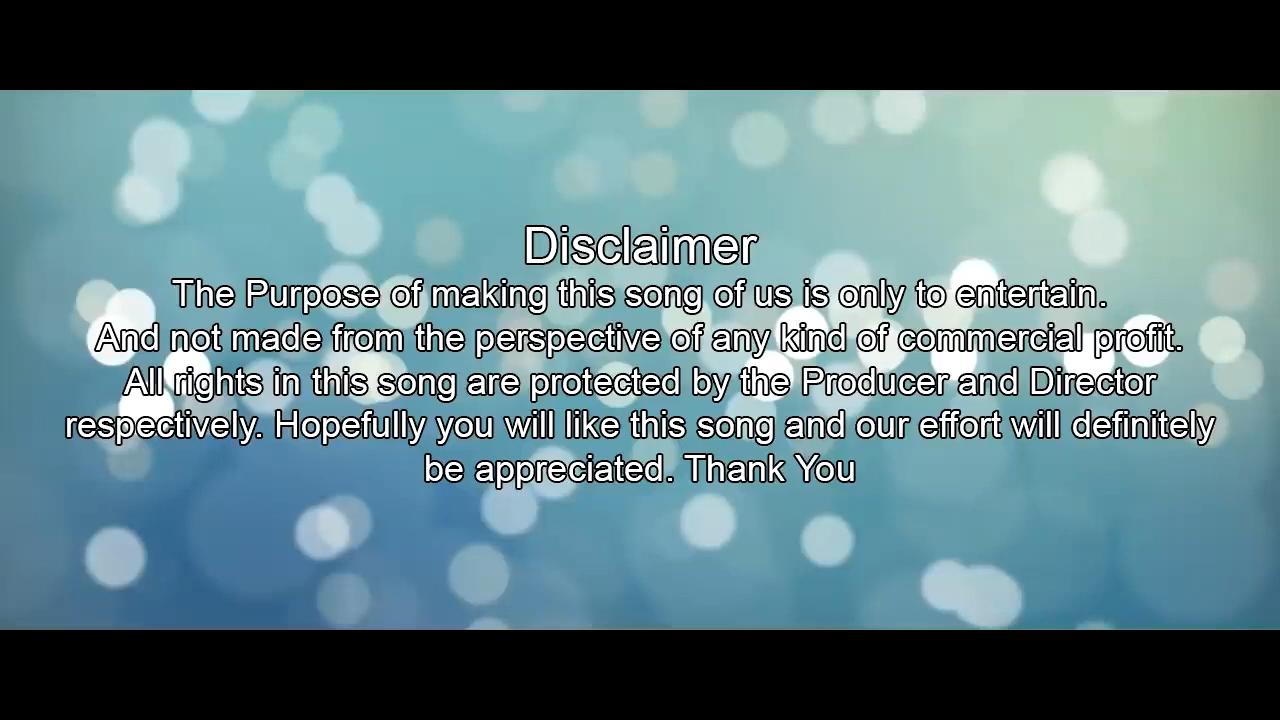 Disclaimer
The Purpose of making this song of us is only to entertain.
And not made from the perspective of any kind of commercial profit.
All rights in this song are protected by the Producer and Director
respectively. Hopefully you will like this song and our effort will definitely
be appreciated. Thank You